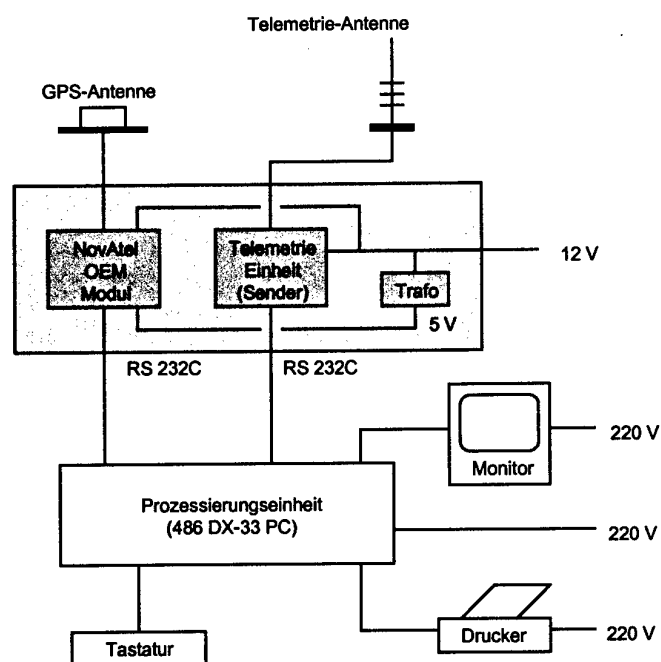 Telemetrie-Antenne
GPS-Antenne
NovAtel
OEM
Modul
Telemetrie
Einheit
(Sender)
12 V
Trafo
5 V
RS 232C
RS 232C
220 V
Monitor
Prozessierungseinheit
(486 DX-33 PC)
220 V
Tastatur
Drucker
220 V